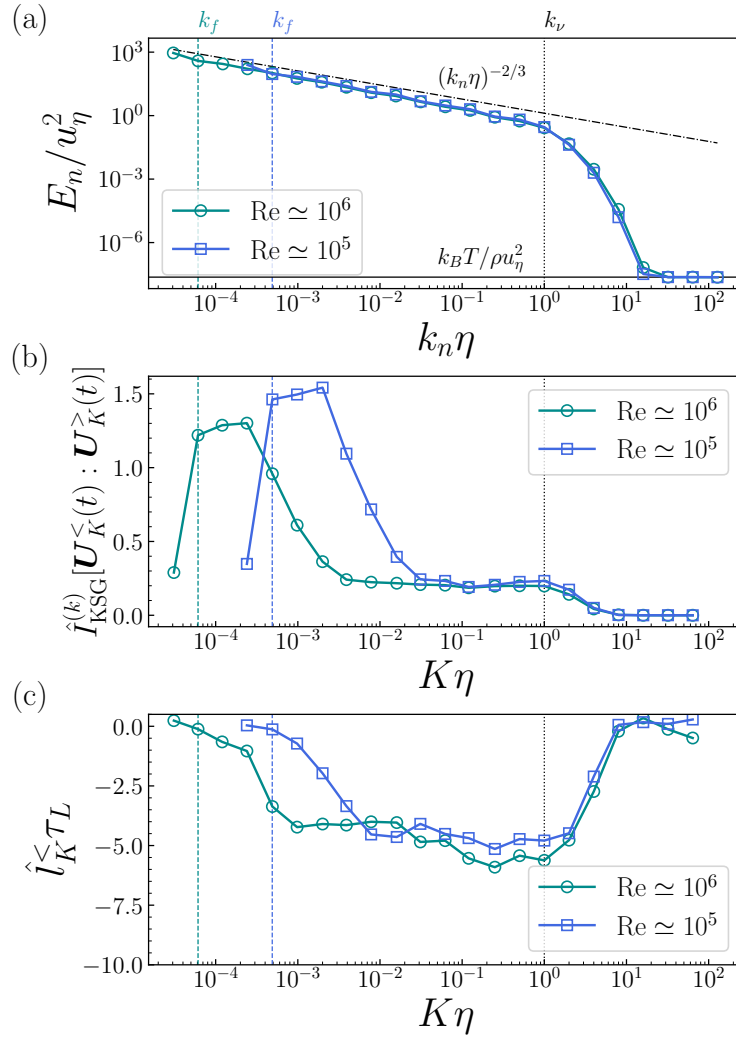 (a)
k_f
k_f
k_ν
10^3
10^0
10^{-3}
10^{-6}
E_n/u_η^2
(k_nη)^{-2/3}
Re ≃ 10^6
Re ≃ 10^5
k_BT/ρu_η^2
10^{-4}
10^{-3}
10^{-2}
10^{-1}
10^0
10^1
10^2
k_nη
(b)
1.5
1.0
0.5
0.0
Î_{KSG}^{(k)}[U_K^<(t) : U_K^>(t)]
Re ≃ 10^6
Re ≃ 10^5
10^{-4}
10^{-3}
10^{-2}
10^{-1}
10^0
10^1
10^2
Kη
(c)
0.0
−2.5
−5.0
−7.5
−10.0
l̂_K^<τ_L
Re ≃ 10^6
Re ≃ 10^5
10^{-4}
10^{-3}
10^{-2}
10^{-1}
10^0
10^1
10^2
Kη